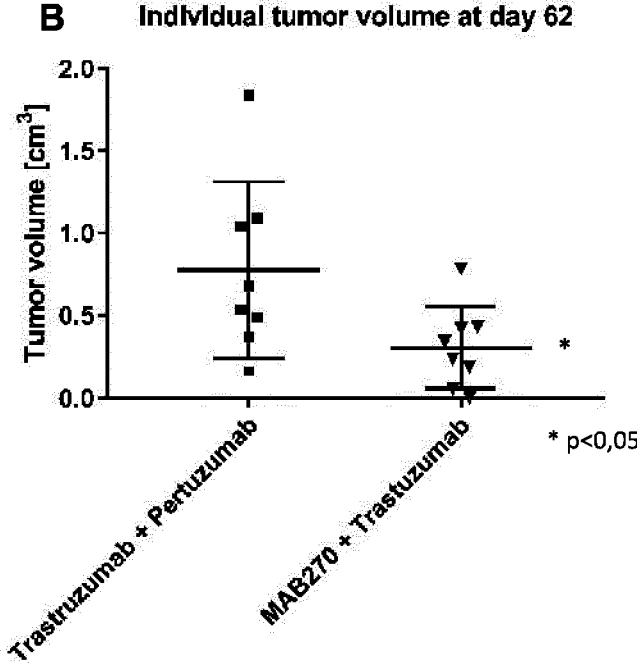 B Individual tumor volume at day 62
Tumor volume [cm³]
2.0
1.5
1.0
0.5
0.0
*
* p<0,05
Trastruzumab + Pertuzumab
MAB270 + Trastuzumab